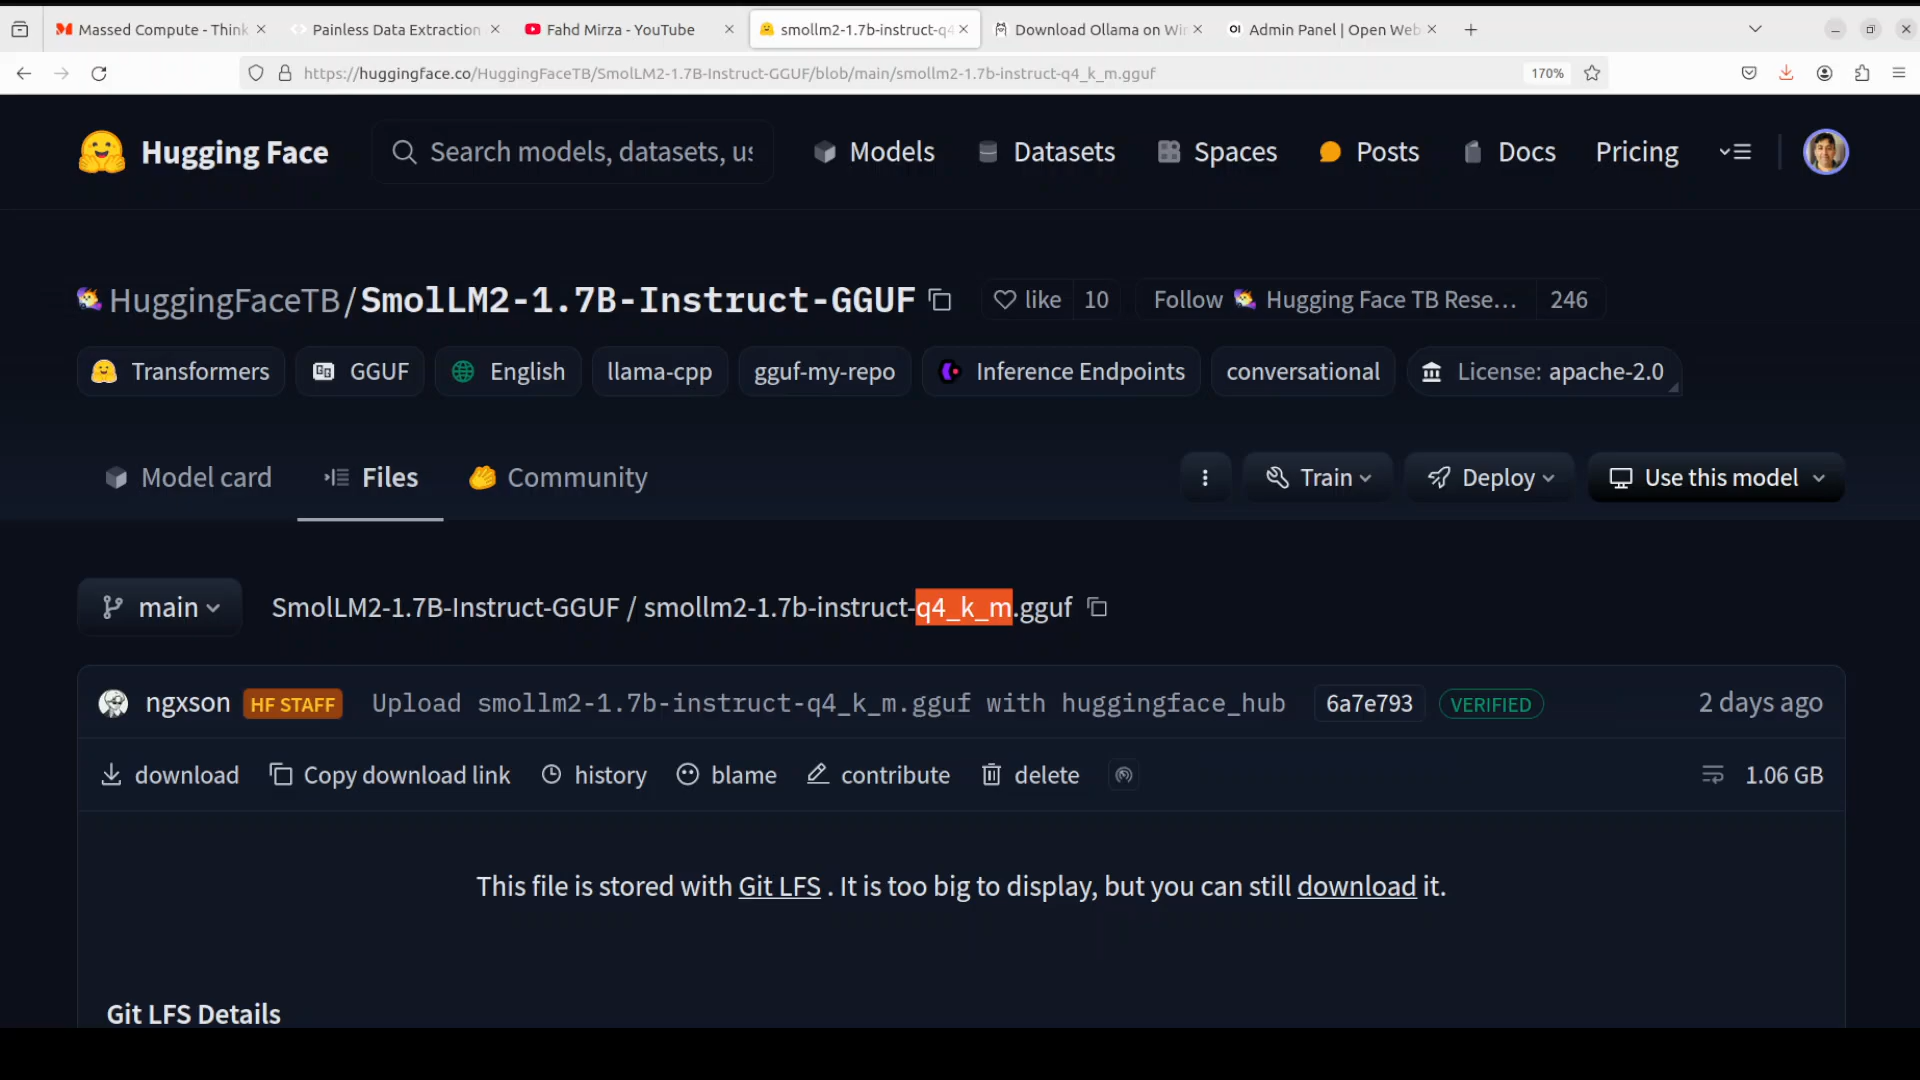 Massed Compute - Think
Painless Data Extraction
Fahd Mirza - YouTube
smollm2-1.7b-instruct-q4
Download Ollama on Win
OI Admin Panel | Open Web
https://huggingface.co/HuggingFaceTB/SmolLM2-1.7B-Instruct-GGUF/blob/main/smollm2-1.7b-instruct-q4_k_m.gguf
170%
Hugging Face
Search models, datasets, us
Models
Datasets
Spaces
Posts
Docs
Pricing
HuggingFaceTB/SmolLM2-1.7B-Instruct-GGUF
like 10
Follow Hugging Face TB Rese... 246
Transformers
GGUF
English
llama-cpp
gguf-my-repo
Inference Endpoints
conversational
License: apache-2.0
Model card
Files
Community
Train
Deploy
Use this model
main
SmolLM2-1.7B-Instruct-GGUF / smollm2-1.7b-instruct-q4_k_m.gguf
ngxson HF STAFF Upload smollm2-1.7b-instruct-q4_k_m.gguf with huggingface_hub 6a7e793 VERIFIED 2 days ago
download
Copy download link
history
blame
contribute
delete
1.06 GB
This file is stored with Git LFS . It is too big to display, but you can still download it.
Git LFS Details